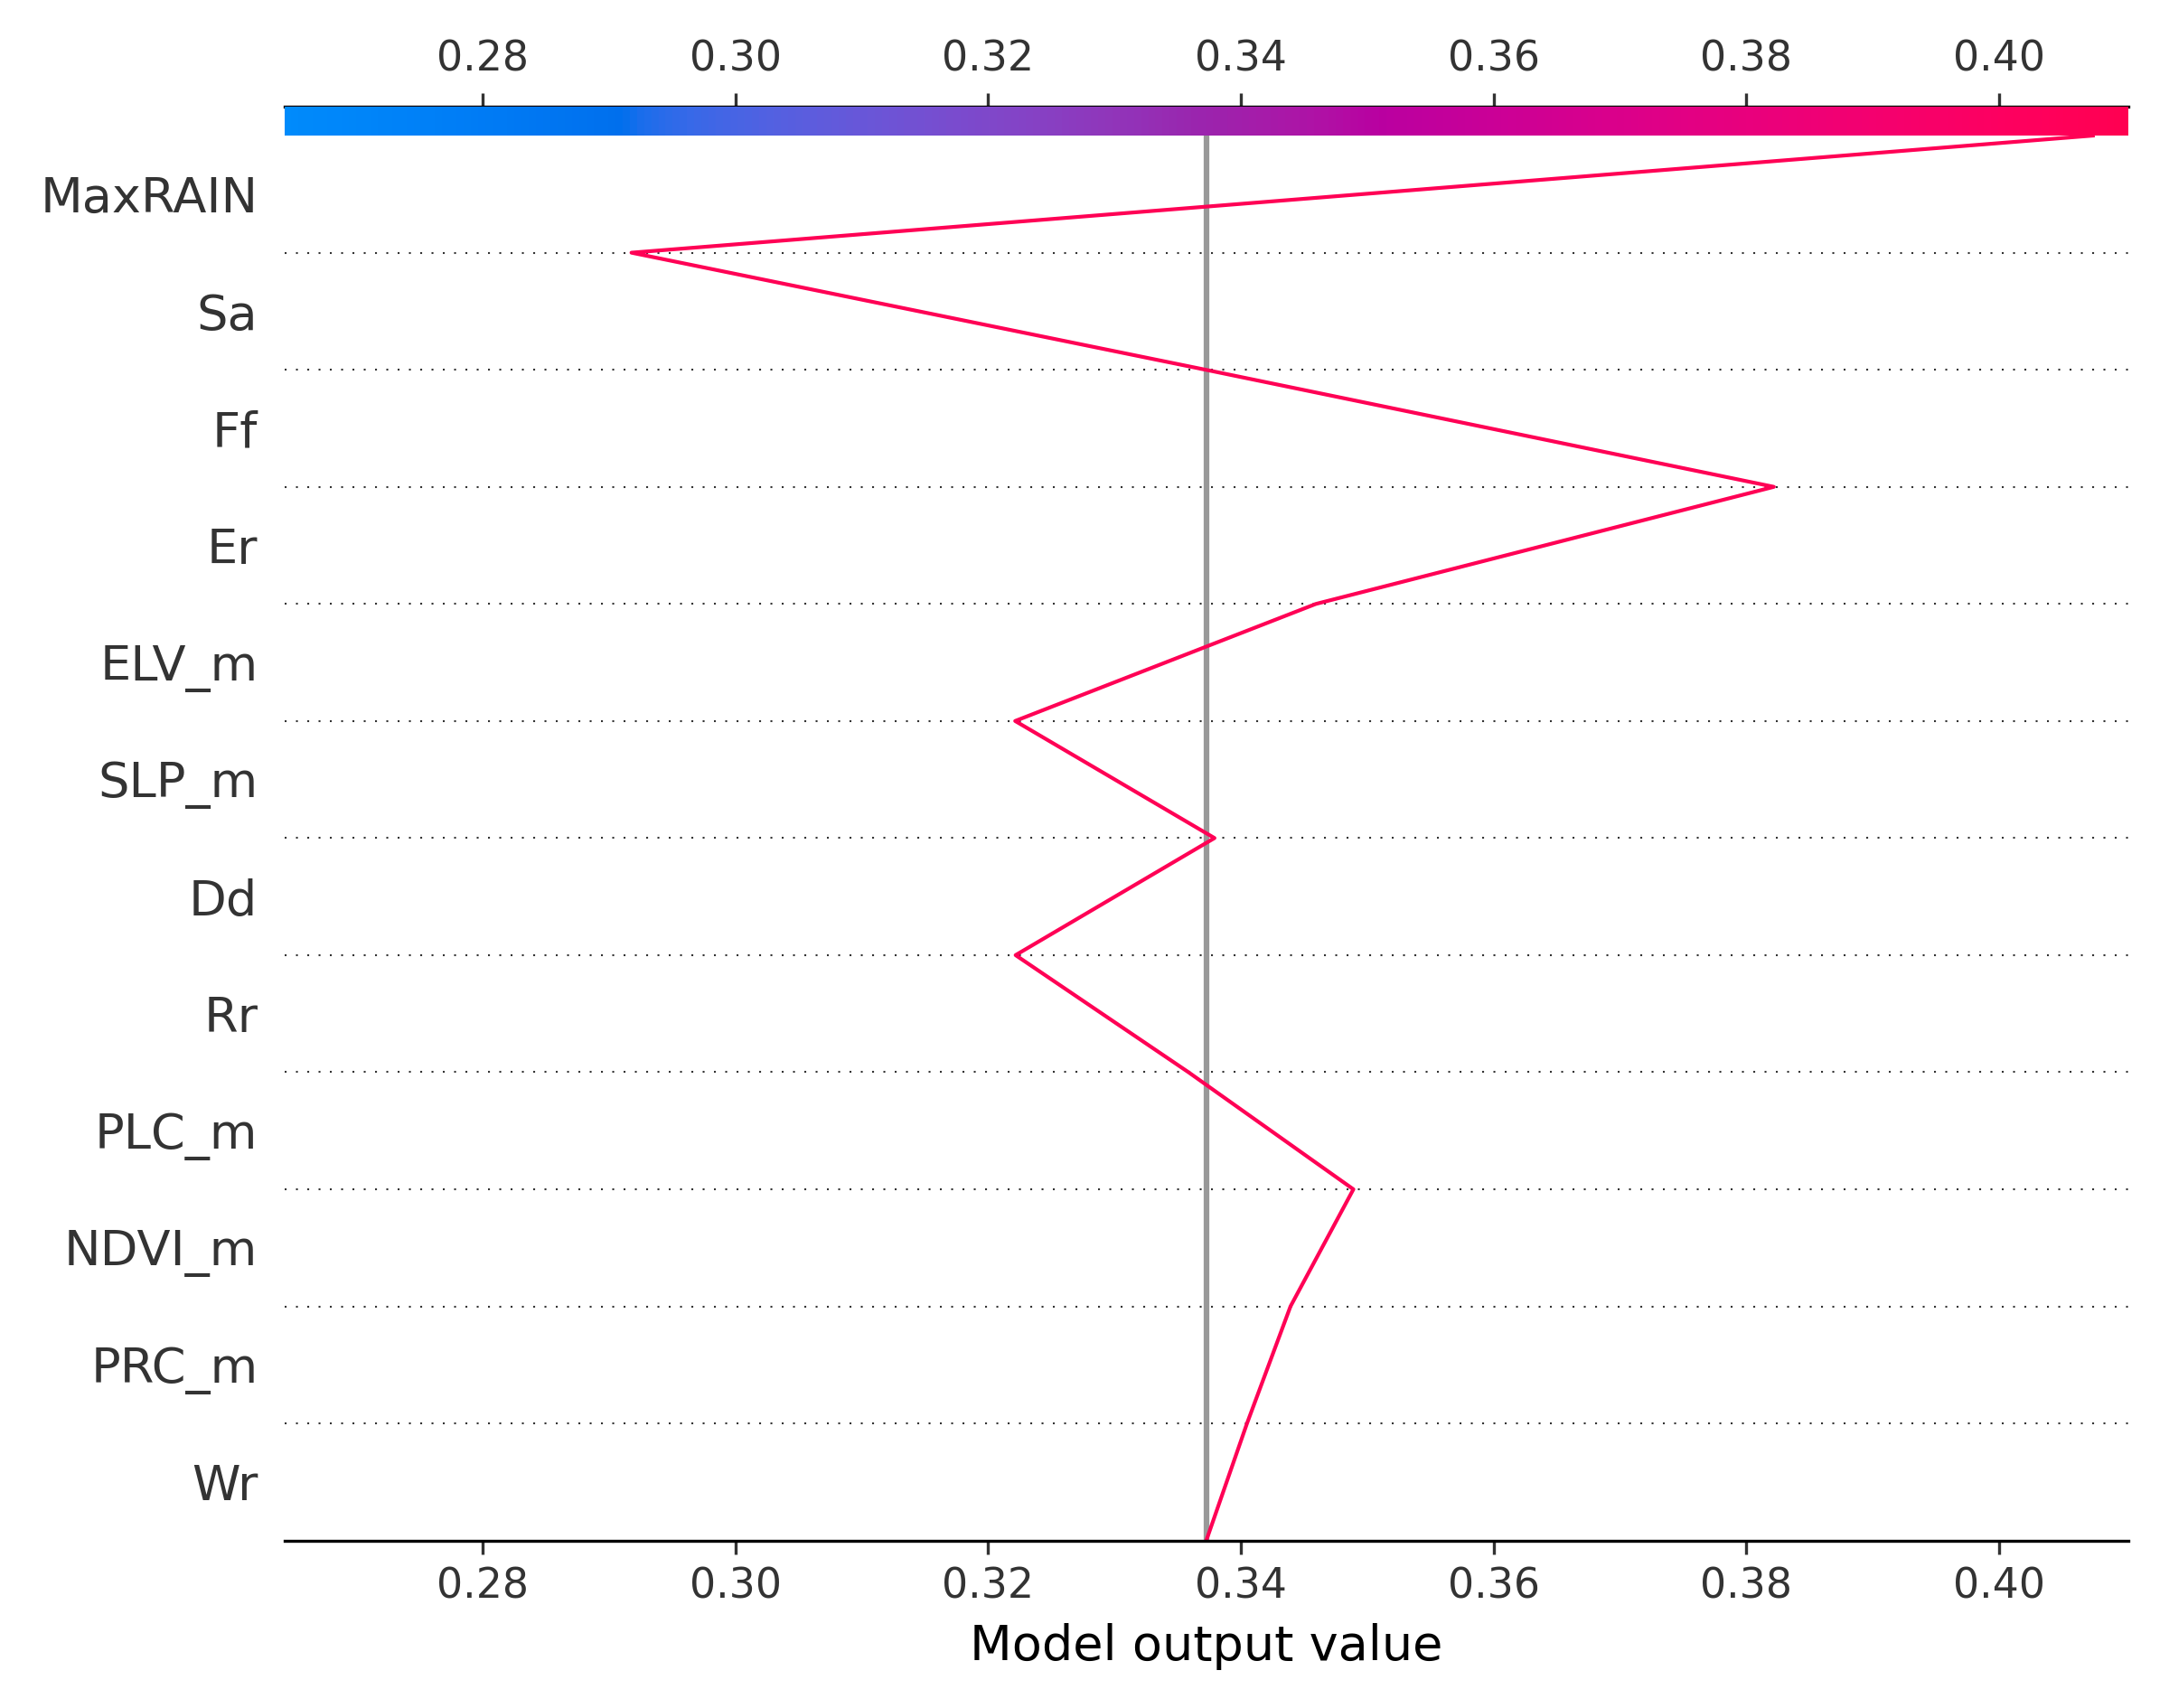 0.28 0.30 0.32 0.34 0.36 0.38 0.40
MaxRAIN
Sa
Ff
Er
ELV_m
SLP_m
Dd
Rr
PLC_m
NDVI_m
PRC_m
Wr
0.28 0.30 0.32 0.34 0.36 0.38 0.40
Model output value